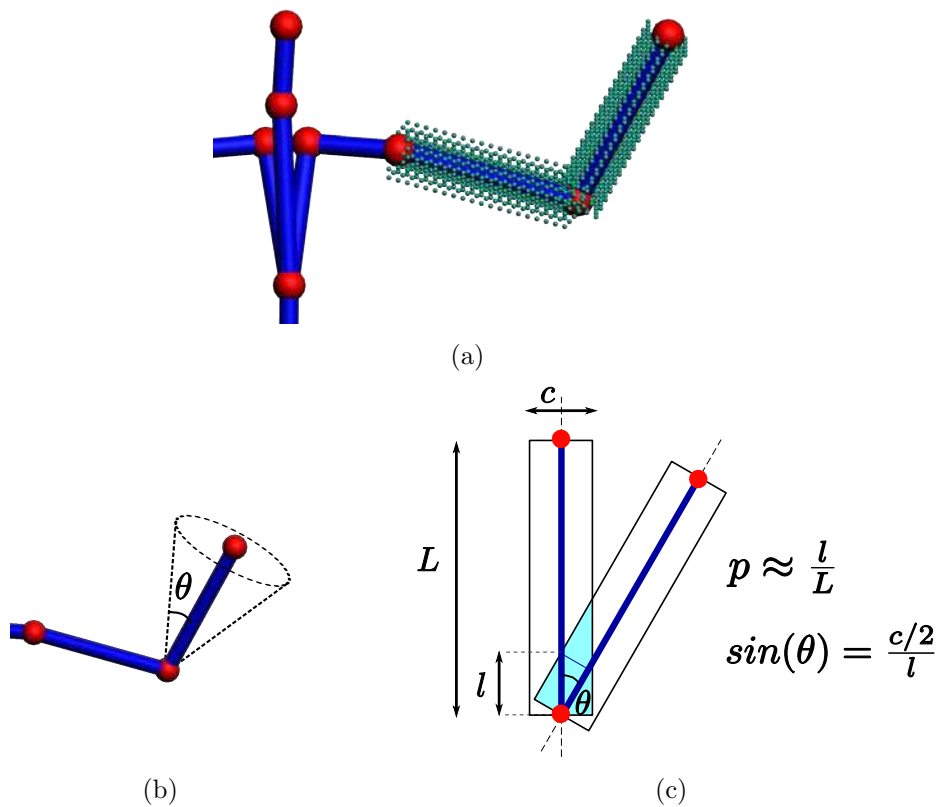 (a)
c
L
l
θ
p ≈ l/L
sin(θ) = c/2/l
θ
(b)
(c)